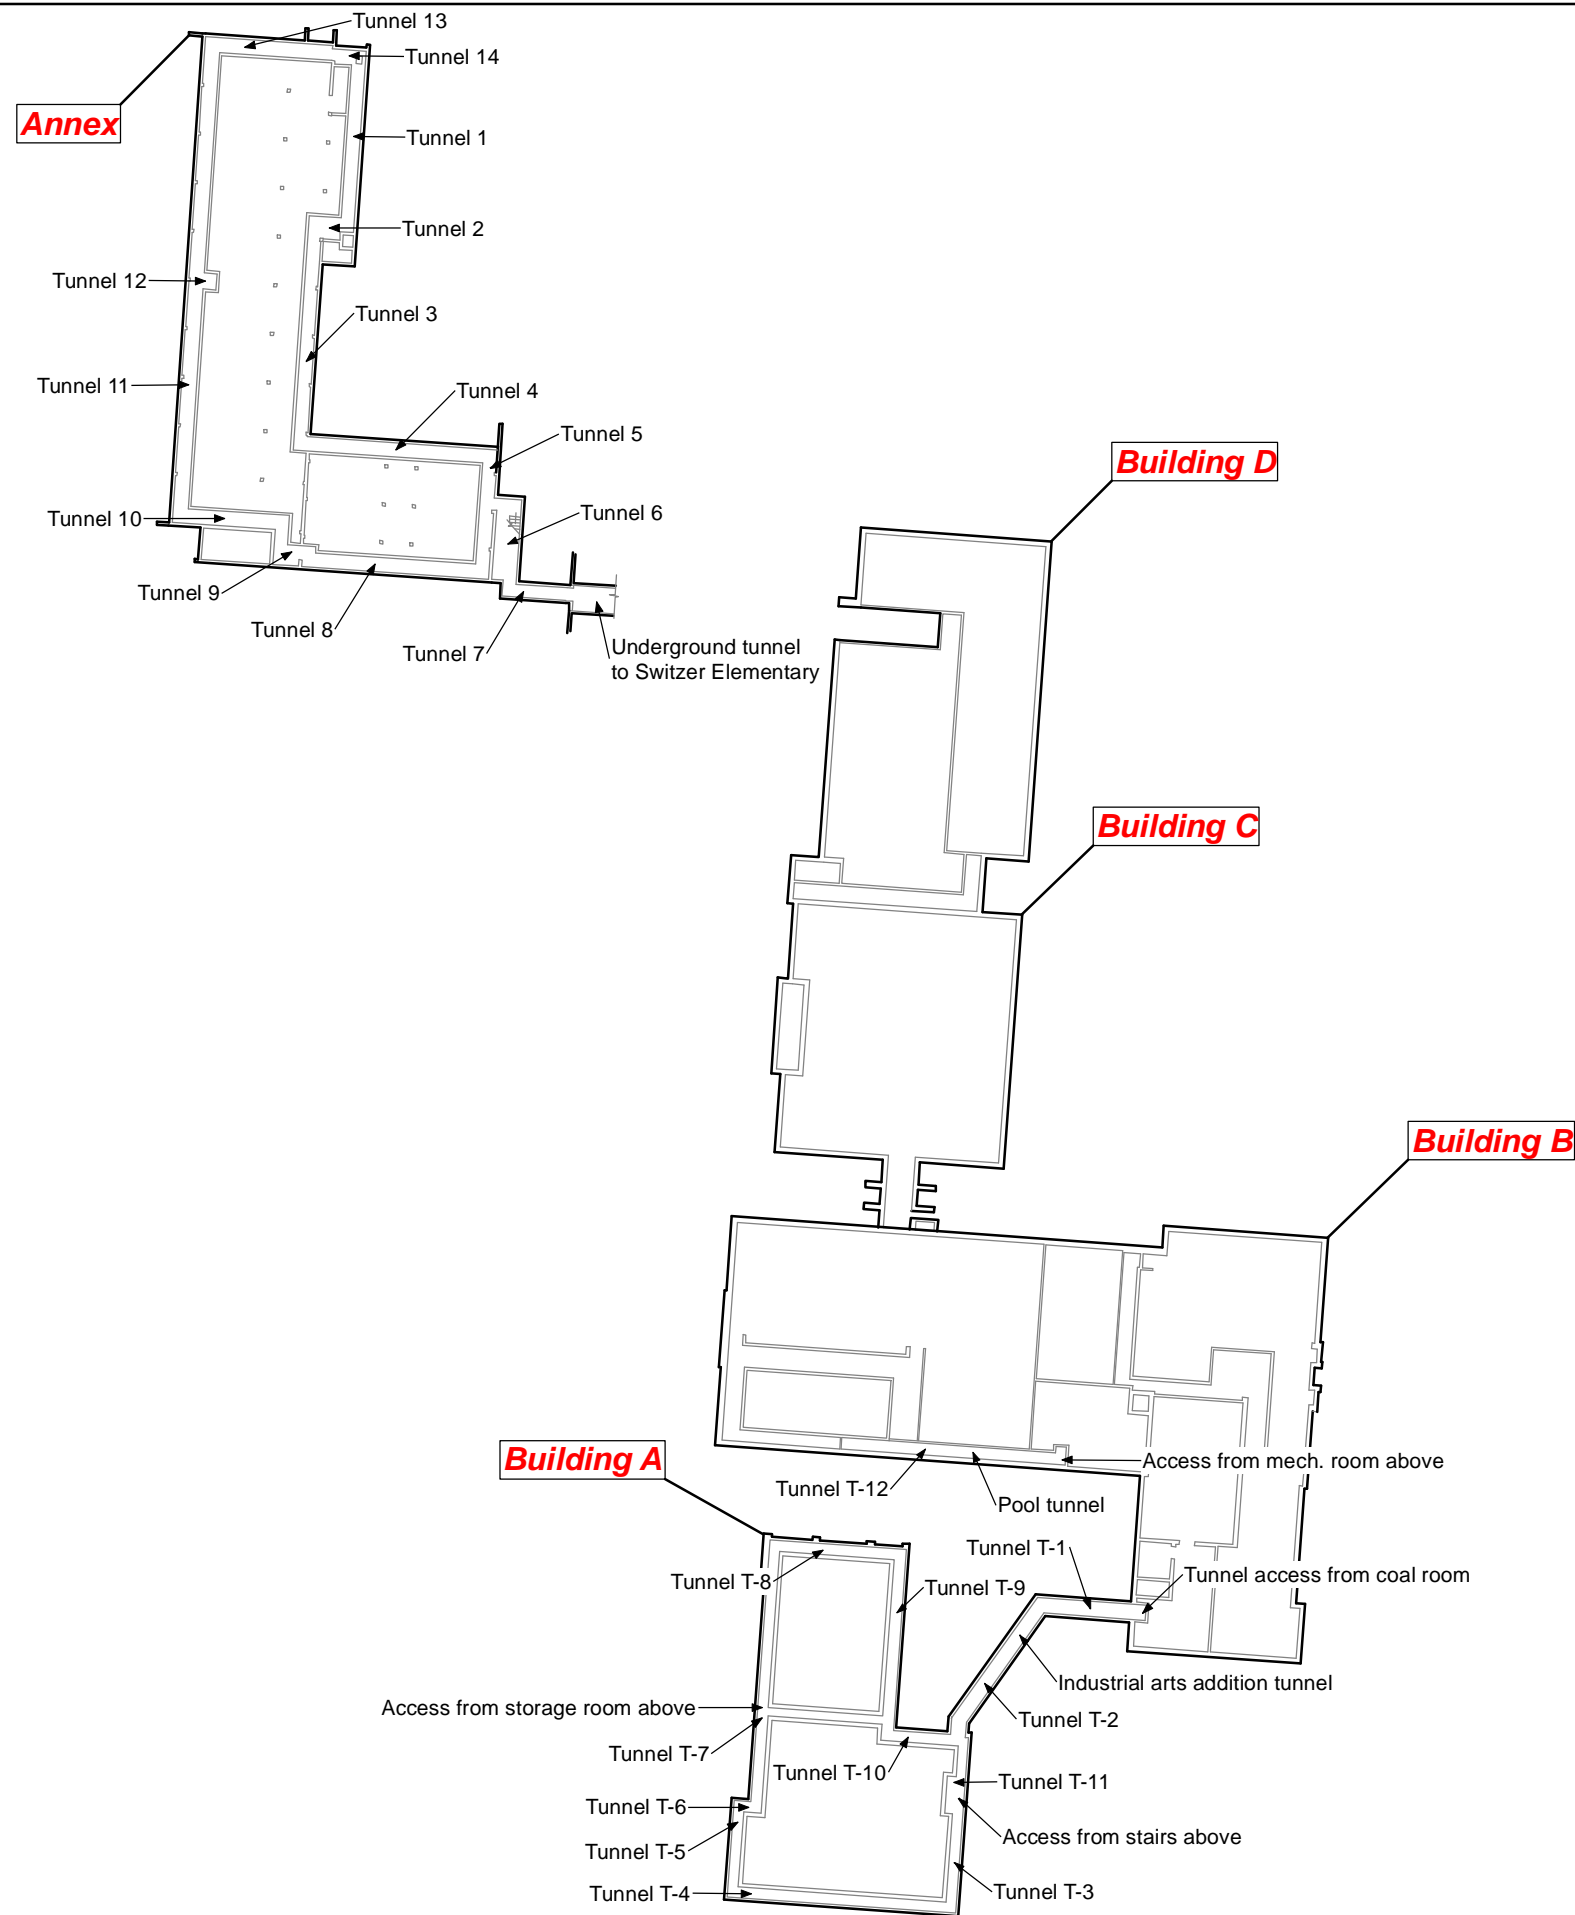 Tunnel 13
Tunnel 14
Annex
Tunnel 1
Tunnel 2
Tunnel 12
Tunnel 3
Tunnel 11
Tunnel 4
Tunnel 5
Building D
Tunnel 10
Tunnel 6
Tunnel 9
Tunnel 8
Tunnel 7
Underground tunnel
to Switzer Elementary
Building C
Building B
Building A
Access from mech. room above
Tunnel T-12
Pool tunnel
Tunnel T-1
Tunnel T-8
Tunnel T-9
Tunnel access from coal room
Industrial arts addition tunnel
Access from storage room above
Tunnel T-2
Tunnel T-7
Tunnel T-10
Tunnel T-11
Tunnel T-6
Access from stairs above
Tunnel T-5
Tunnel T-4
Tunnel T-3